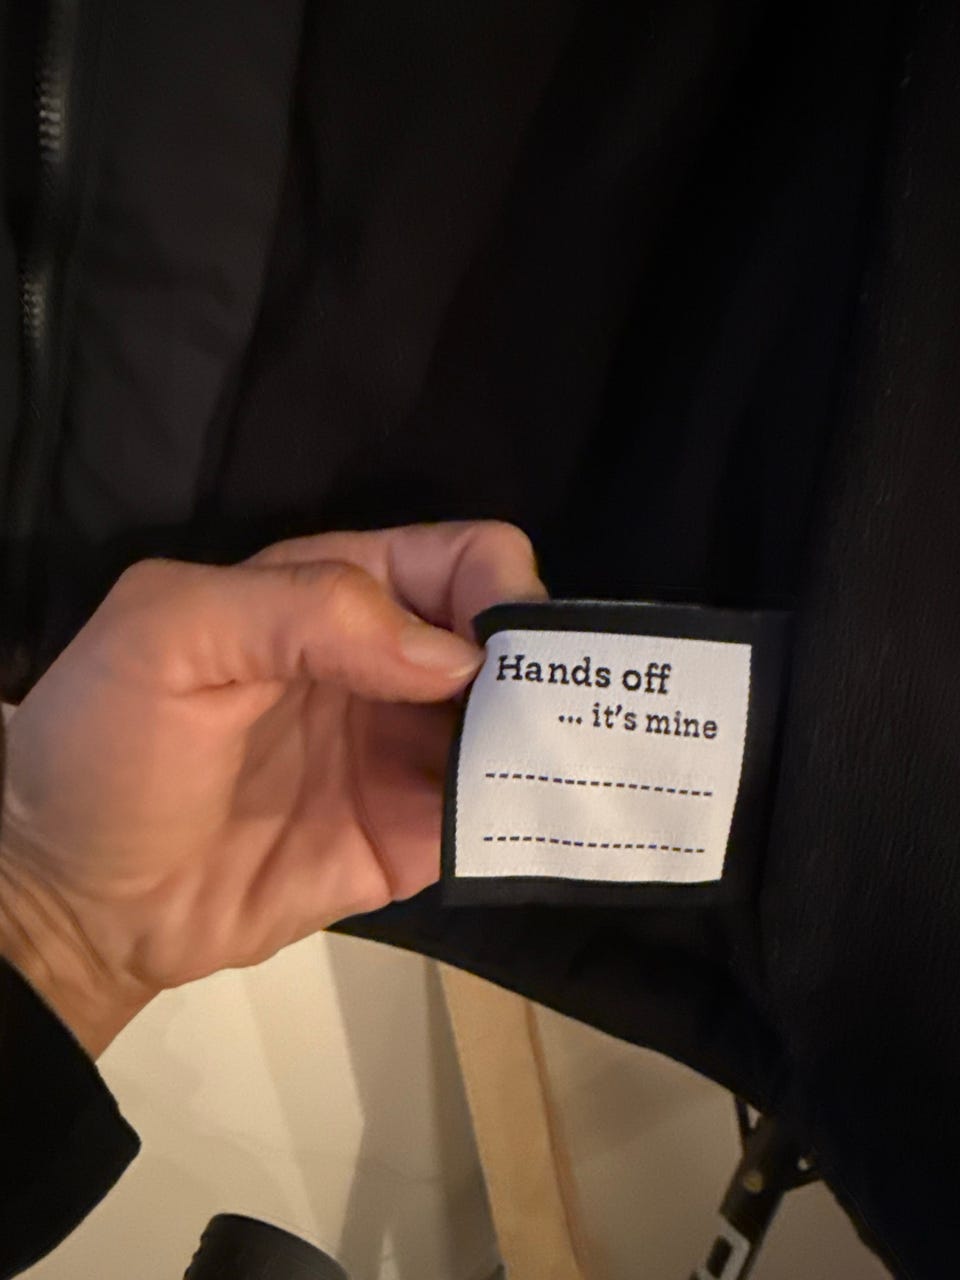 Hands off
... it's mine